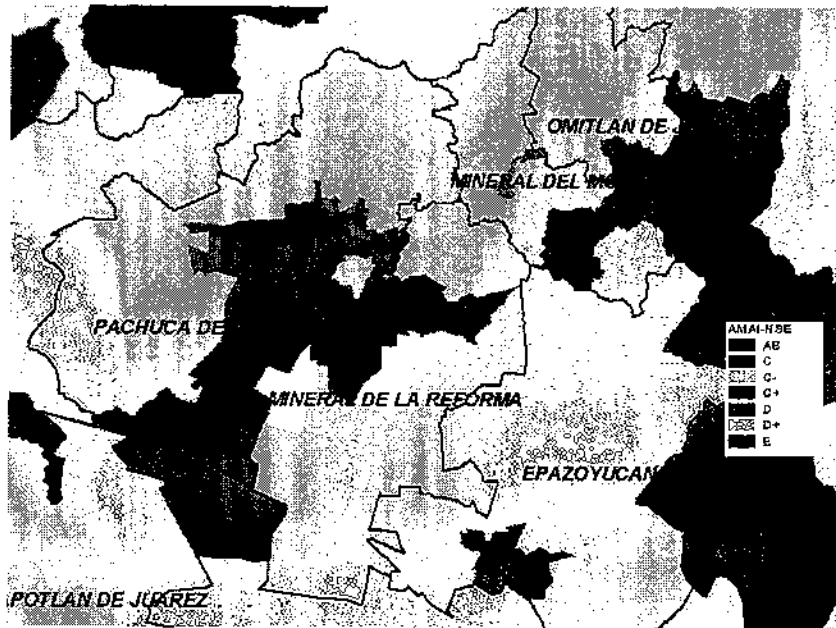 OMITLAN DE
MINERAL DEL M
PACHUCA DE
AMAI-NSE
AB
C
C-
C+
D
D+
E
MINERAL DE LA REFORMA
EPAZOYUCAN
POTLAN DE JUAREZ